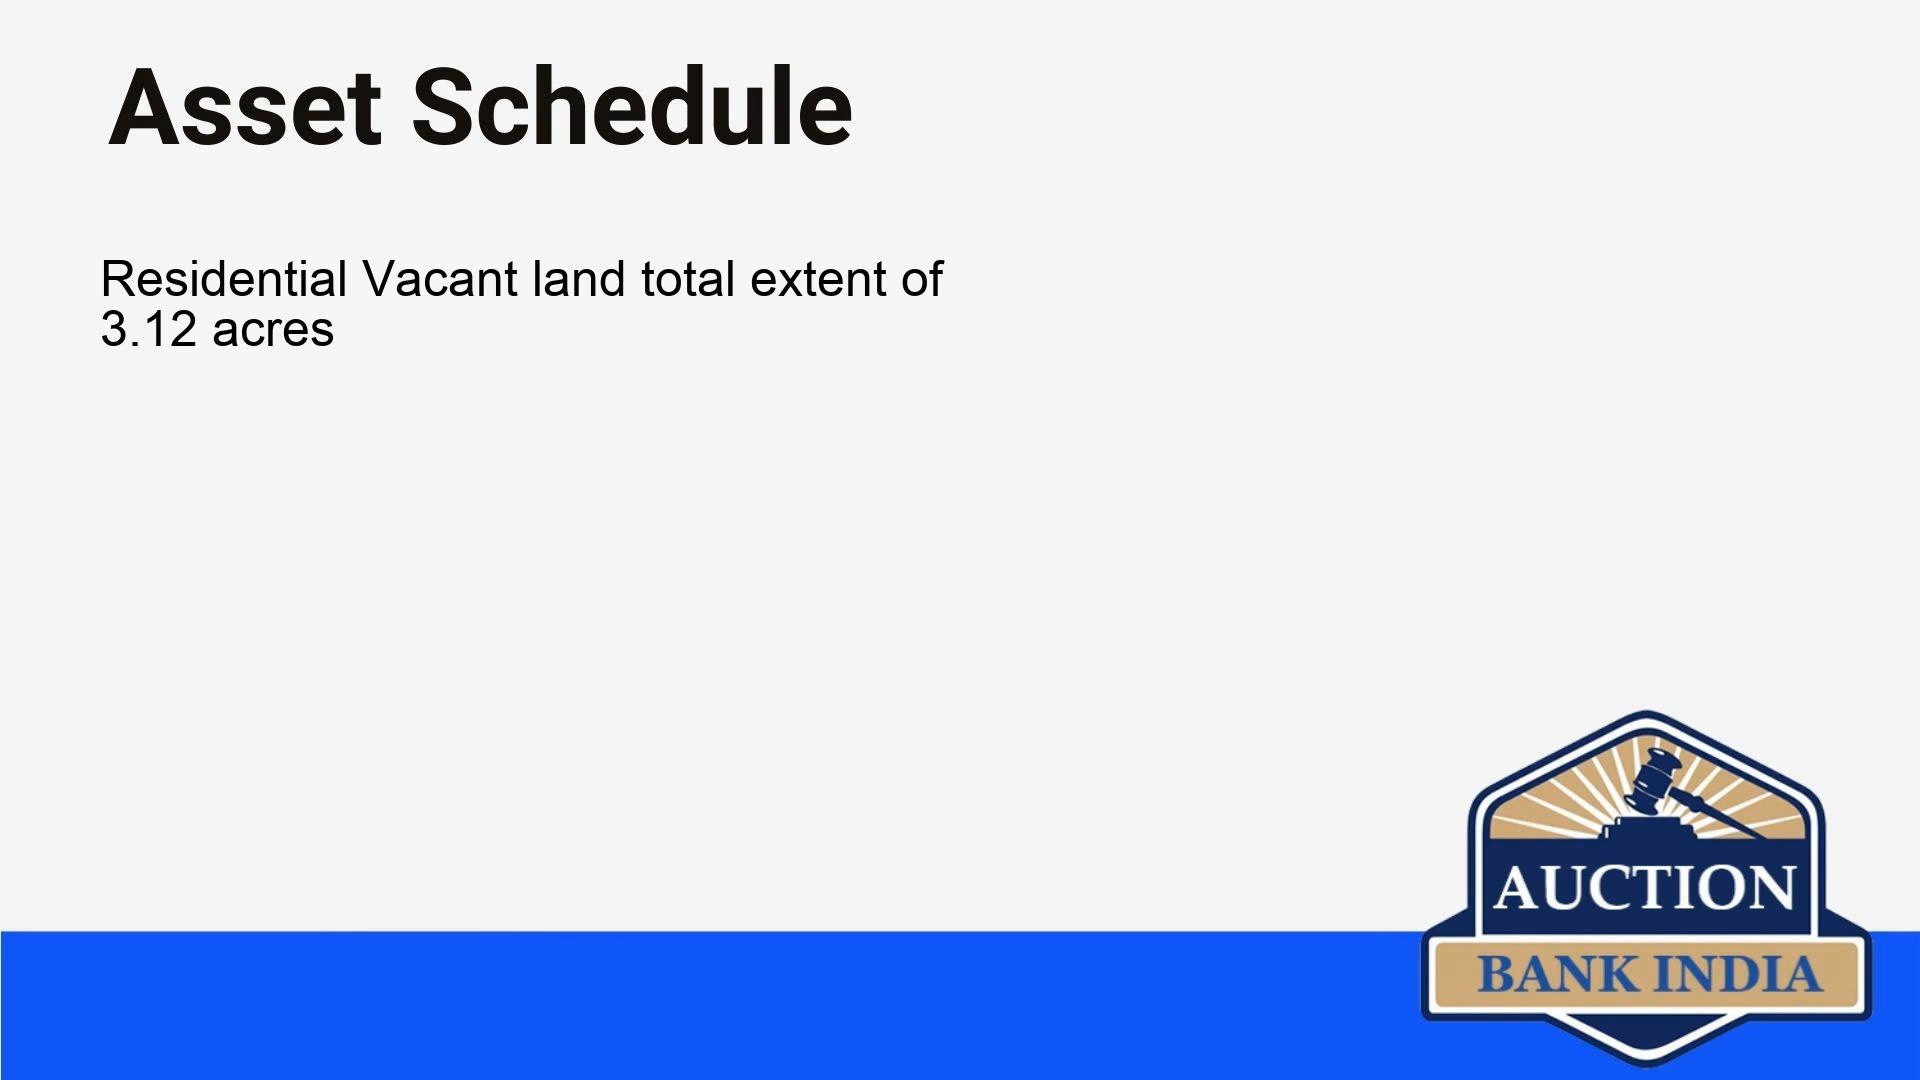 Asset Schedule
Residential Vacant land total extent of
3.12 acres
AUCTION
BANK INDIA